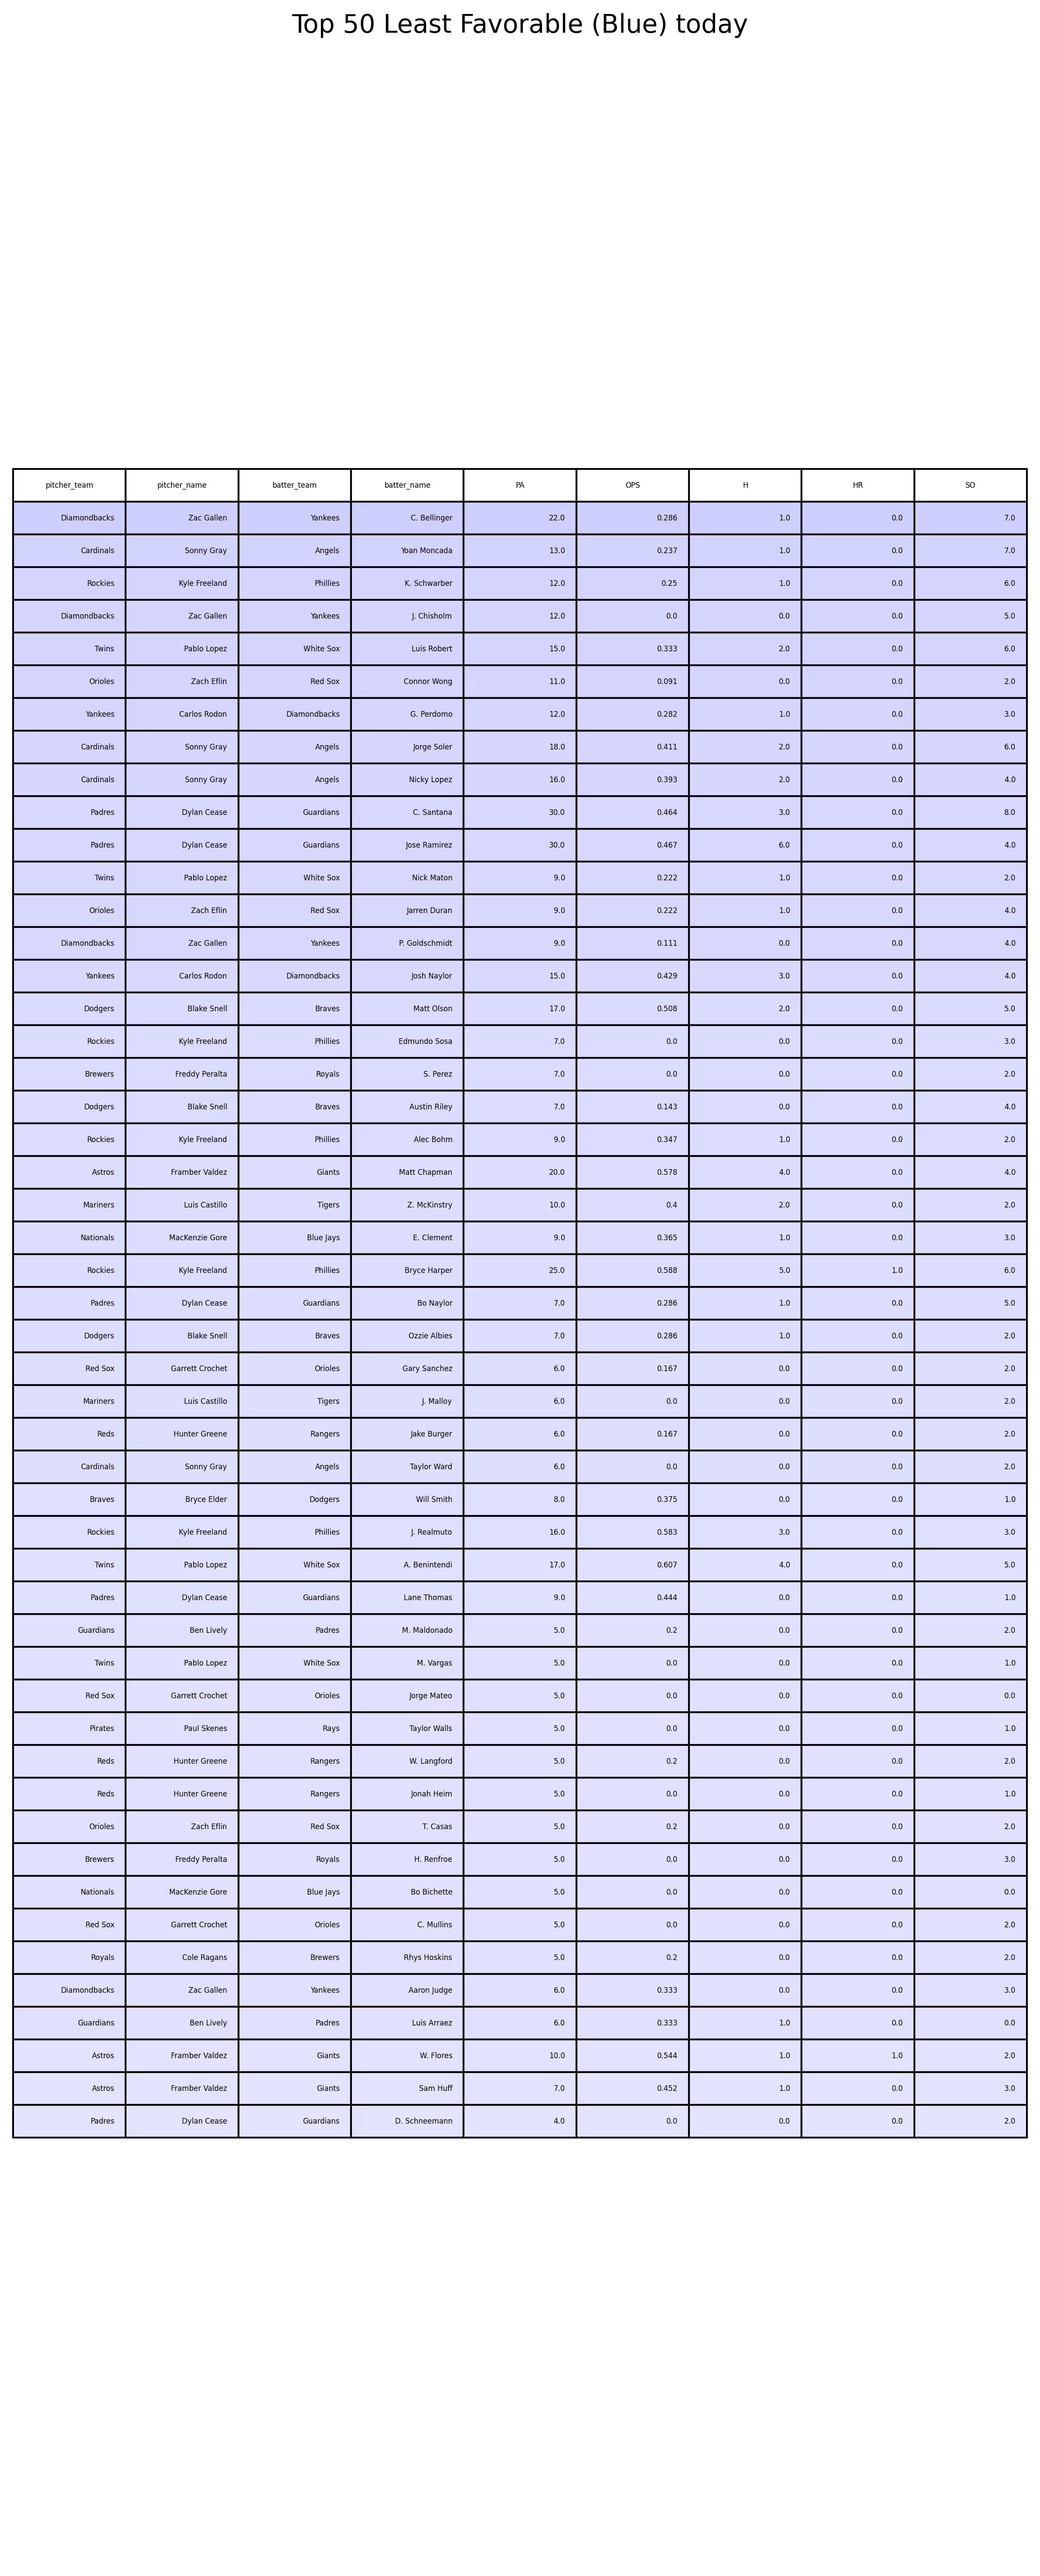 Top 50 Least Favorable (Blue) today
pitcher_team pitcher_name batter_team batter_name PA OPS H HR SO
Diamondbacks Zac Gallen Yankees C. Bellinger 22.0 0.286 1.0 0.0 7.0
Cardinals Sonny Gray Angels Yoan Moncada 13.0 0.237 1.0 0.0 7.0
Rockies Kyle Freeland Phillies K. Schwarber 12.0 0.25 1.0 0.0 6.0
Diamondbacks Zac Gallen Yankees J. Chisholm 12.0 0.0 0.0 0.0 5.0
Twins Pablo Lopez White Sox Luis Robert 15.0 0.333 2.0 0.0 6.0
Orioles Zach Eflin Red Sox Connor Wong 11.0 0.091 0.0 0.0 2.0
Yankees Carlos Rodon Diamondbacks G. Perdomo 12.0 0.282 1.0 0.0 3.0
Cardinals Sonny Gray Angels Jorge Soler 18.0 0.411 2.0 0.0 6.0
Cardinals Sonny Gray Angels Nicky Lopez 16.0 0.393 2.0 0.0 4.0
Padres Dylan Cease Guardians C. Santana 30.0 0.464 3.0 0.0 8.0
Padres Dylan Cease Guardians Jose Ramirez 30.0 0.467 6.0 0.0 4.0
Twins Pablo Lopez White Sox Nick Maton 9.0 0.222 1.0 0.0 2.0
Orioles Zach Eflin Red Sox Jarren Duran 9.0 0.222 1.0 0.0 4.0
Diamondbacks Zac Gallen Yankees P. Goldschmidt 9.0 0.111 0.0 0.0 4.0
Yankees Carlos Rodon Diamondbacks Josh Naylor 15.0 0.429 3.0 0.0 4.0
Dodgers Blake Snell Braves Matt Olson 17.0 0.508 2.0 0.0 5.0
Rockies Kyle Freeland Phillies Edmundo Sosa 7.0 0.0 0.0 0.0 3.0
Brewers Freddy Peralta Royals S. Perez 7.0 0.0 0.0 0.0 2.0
Dodgers Blake Snell Braves Austin Riley 7.0 0.143 0.0 0.0 4.0
Rockies Kyle Freeland Phillies Alec Bohm 9.0 0.347 1.0 0.0 2.0
Astros Framber Valdez Giants Matt Chapman 20.0 0.578 4.0 0.0 4.0
Mariners Luis Castillo Tigers Z. McKinstry 10.0 0.4 2.0 0.0 2.0
Nationals MacKenzie Gore Blue Jays E. Clement 9.0 0.365 1.0 0.0 3.0
Rockies Kyle Freeland Phillies Bryce Harper 25.0 0.588 5.0 1.0 6.0
Padres Dylan Cease Guardians Bo Naylor 7.0 0.286 1.0 0.0 5.0
Dodgers Blake Snell Braves Ozzie Albies 7.0 0.286 1.0 0.0 2.0
Red Sox Garrett Crochet Orioles Gary Sanchez 6.0 0.167 0.0 0.0 2.0
Mariners Luis Castillo Tigers J. Malloy 6.0 0.0 0.0 0.0 2.0
Reds Hunter Greene Rangers Jake Burger 6.0 0.167 0.0 0.0 2.0
Cardinals Sonny Gray Angels Taylor Ward 6.0 0.0 0.0 0.0 2.0
Braves Bryce Elder Dodgers Will Smith 8.0 0.375 0.0 0.0 1.0
Rockies Kyle Freeland Phillies J. Realmuto 16.0 0.583 3.0 0.0 3.0
Twins Pablo Lopez White Sox A. Benintendi 17.0 0.607 4.0 0.0 5.0
Padres Dylan Cease Guardians Lane Thomas 9.0 0.444 0.0 0.0 1.0
Guardians Ben Lively Padres M. Maldonado 5.0 0.2 0.0 0.0 2.0
Twins Pablo Lopez White Sox M. Vargas 5.0 0.0 0.0 0.0 1.0
Red Sox Garrett Crochet Orioles Jorge Mateo 5.0 0.0 0.0 0.0 0.0
Pirates Paul Skenes Rays Taylor Walls 5.0 0.0 0.0 0.0 1.0
Reds Hunter Greene Rangers W. Langford 5.0 0.2 0.0 0.0 2.0
Reds Hunter Greene Rangers Jonah Heim 5.0 0.0 0.0 0.0 1.0
Orioles Zach Eflin Red Sox T. Casas 5.0 0.2 0.0 0.0 2.0
Brewers Freddy Peralta Royals H. Renfroe 5.0 0.0 0.0 0.0 3.0
Nationals MacKenzie Gore Blue Jays Bo Bichette 5.0 0.0 0.0 0.0 0.0
Red Sox Garrett Crochet Orioles C. Mullins 5.0 0.0 0.0 0.0 2.0
Royals Cole Ragans Brewers Rhys Hoskins 5.0 0.2 0.0 0.0 2.0
Diamondbacks Zac Gallen Yankees Aaron Judge 6.0 0.333 0.0 0.0 3.0
Guardians Ben Lively Padres Luis Arraez 6.0 0.333 1.0 0.0 0.0
Astros Framber Valdez Giants W. Flores 10.0 0.544 1.0 1.0 2.0
Astros Framber Valdez Giants Sam Huff 7.0 0.452 1.0 0.0 3.0
Padres Dylan Cease Guardians D. Schneemann 4.0 0.0 0.0 0.0 2.0